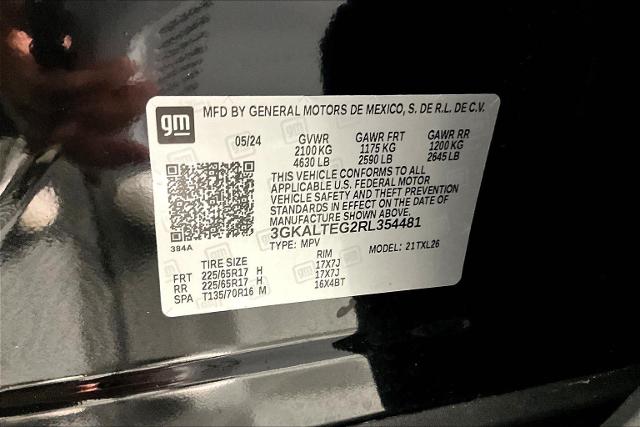 gm
MFD BY GENERAL MOTORS DE MEXICO, S. DE R.L. DE C.V.
05/24 GVWR GAWR FRT GAWR RR
2100 KG 1175 KG 1200 KG
4630 LB 2590 LB 2645 LB
THIS VEHICLE CONFORMS TO ALL
APPLICABLE U.S. FEDERAL MOTOR
VEHICLE SAFETY AND THEFT PREVENTION
STANDARDS IN EFFECT ON THE DATE OF
MANUFACTURE SHOWN ABOVE.
3GKALTEG2RL354481
384A TYPE: MPV MODEL: 21TXL26
TIRE SIZE RIM
FRT 225/65R17 H 17X7J
RR 225/65R17 H 17X7J
SPA T135/70R16 M 16X4BT